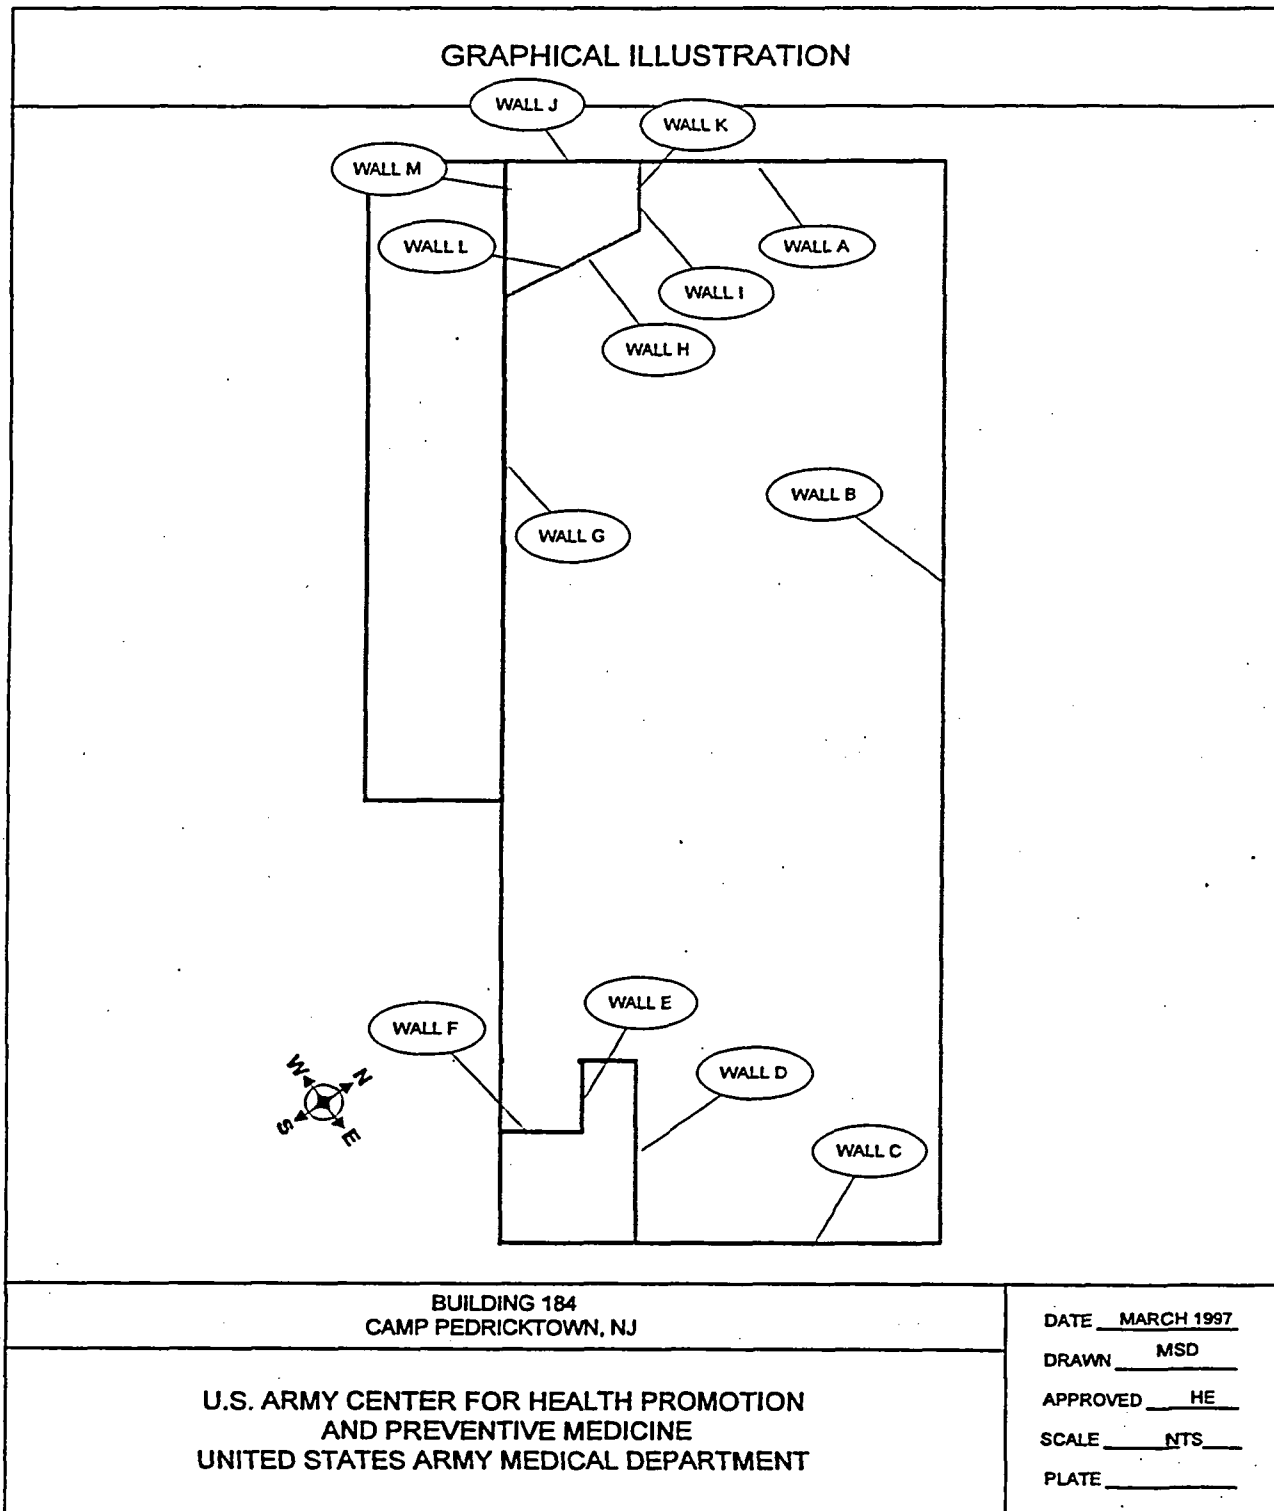 GRAPHICAL ILLUSTRATION
WALL J
WALL K
WALL M
WALL L
WALL A
WALL I
WALL H
WALL B
WALL G
WALL E
WALL F
WALL D
WALL C
W
N
S
E
BUILDING 184
CAMP PEDRICKTOWN, NJ
U.S. ARMY CENTER FOR HEALTH PROMOTION
AND PREVENTIVE MEDICINE
UNITED STATES ARMY MEDICAL DEPARTMENT
DATE MARCH 1997
DRAWN MSD
APPROVED HE
SCALE NTS
PLATE